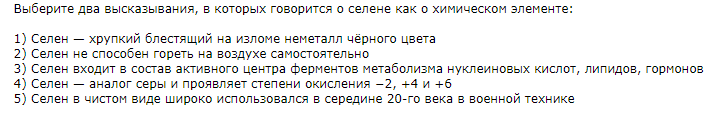 Выберите два высказывания, в которых говорится о селене как о химическом элементе:
1) Селен — хрупкий блестящий на изломе неметалл чёрного цвета
2) Селен не способен гореть на воздухе самостоятельно
3) Селен входит в состав активного центра ферментов метаболизма нуклеиновых кислот, липидов, гормонов
4) Селен — аналог серы и проявляет степени окисления −2, +4 и +6
5) Селен в чистом виде широко использовался в середине 20-го века в военной технике